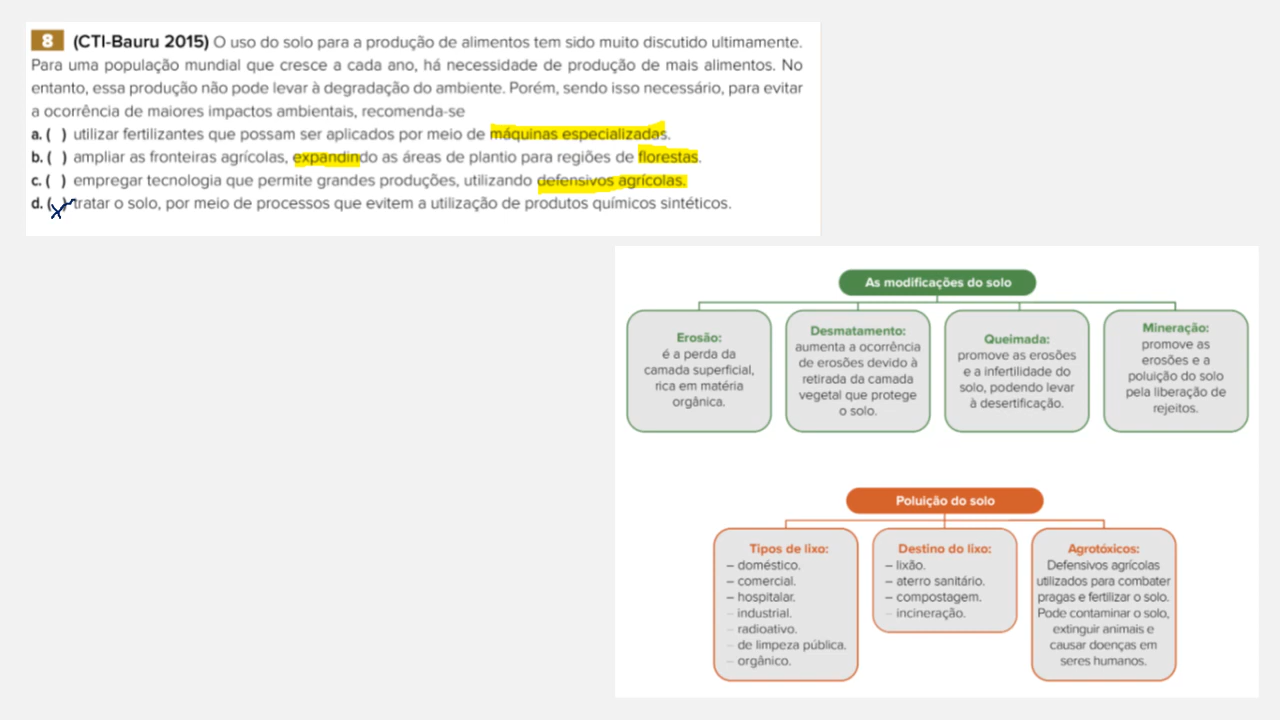 8 (CTI-Bauru 2015) O uso do solo para a produção de alimentos tem sido muito discutido ultimamente.
Para uma população mundial que cresce a cada ano, há necessidade de produção de mais alimentos. No
entanto, essa produção não pode levar à degradação do ambiente. Porém, sendo isso necessário, para evitar
a ocorrência de maiores impactos ambientais, recomenda-se
a. ( ) utilizar fertilizantes que possam ser aplicados por meio de máquinas especializadas.
b. ( ) ampliar as fronteiras agrícolas, expandindo as áreas de plantio para regiões de florestas.
c. ( ) empregar tecnologia que permite grandes produções, utilizando defensivos agrícolas.
d. (x) tratar o solo, por meio de processos que evitem a utilização de produtos químicos sintéticos.
As modificações do solo
Erosão:
é a perda da
camada superficial,
rica em matéria
orgânica.
Desmatamento:
aumenta a ocorrência
de erosões devido à
retirada da camada
vegetal que protege
o solo.
Queimada:
promove as erosões
e a infertilidade do
solo, podendo levar
à desertificação.
Mineração:
promove as
erosões e a
poluição do solo
pela liberação de
rejeitos.
Poluição do solo
Tipos de lixo:
– doméstico.
– comercial.
– hospitalar.
– industrial.
– radioativo.
– de limpeza pública.
– orgânico.
Destino do lixo:
– lixão.
– aterro sanitário.
– compostagem.
– incineração.
Agrotóxicos:
Defensivos agrícolas
utilizados para combater
pragas e fertilizar o solo.
Pode contaminar o solo,
extinguir animais e
causar doenças em
seres humanos.